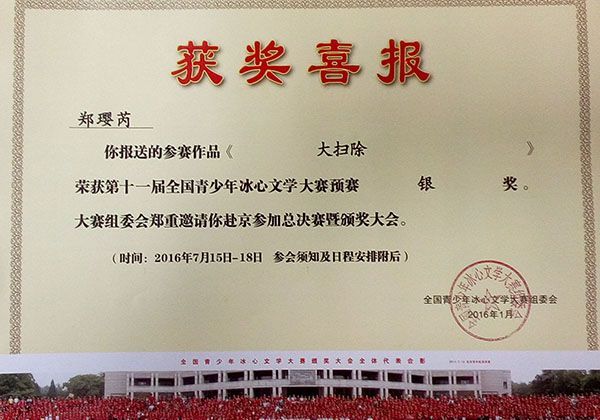 获奖喜报
郑璎芮
你报送的参赛作品《 大扫除 》
荣获第十一届全国青少年冰心文学大赛预赛 银 奖。
大赛组委会郑重邀请你赴京参加总决赛暨颁奖大会。
（时间：2016年7月15日-18日 参会须知及日程安排附后）
全国青少年冰心文学大赛组委会
2016年1月
全国青少年冰心文学大赛颁奖大会全体代表合影